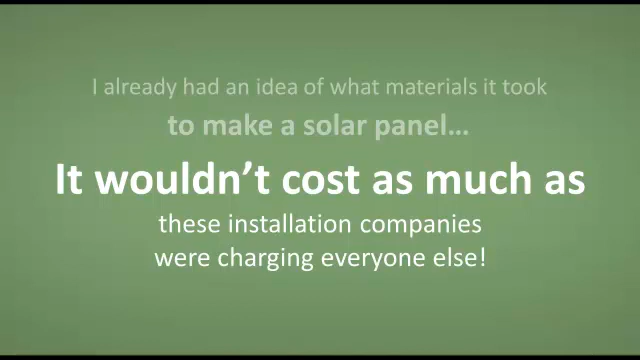 I already had an idea of what materials it took
to make a solar panel…
It wouldn’t cost as much as
these installation companies
were charging everyone else!